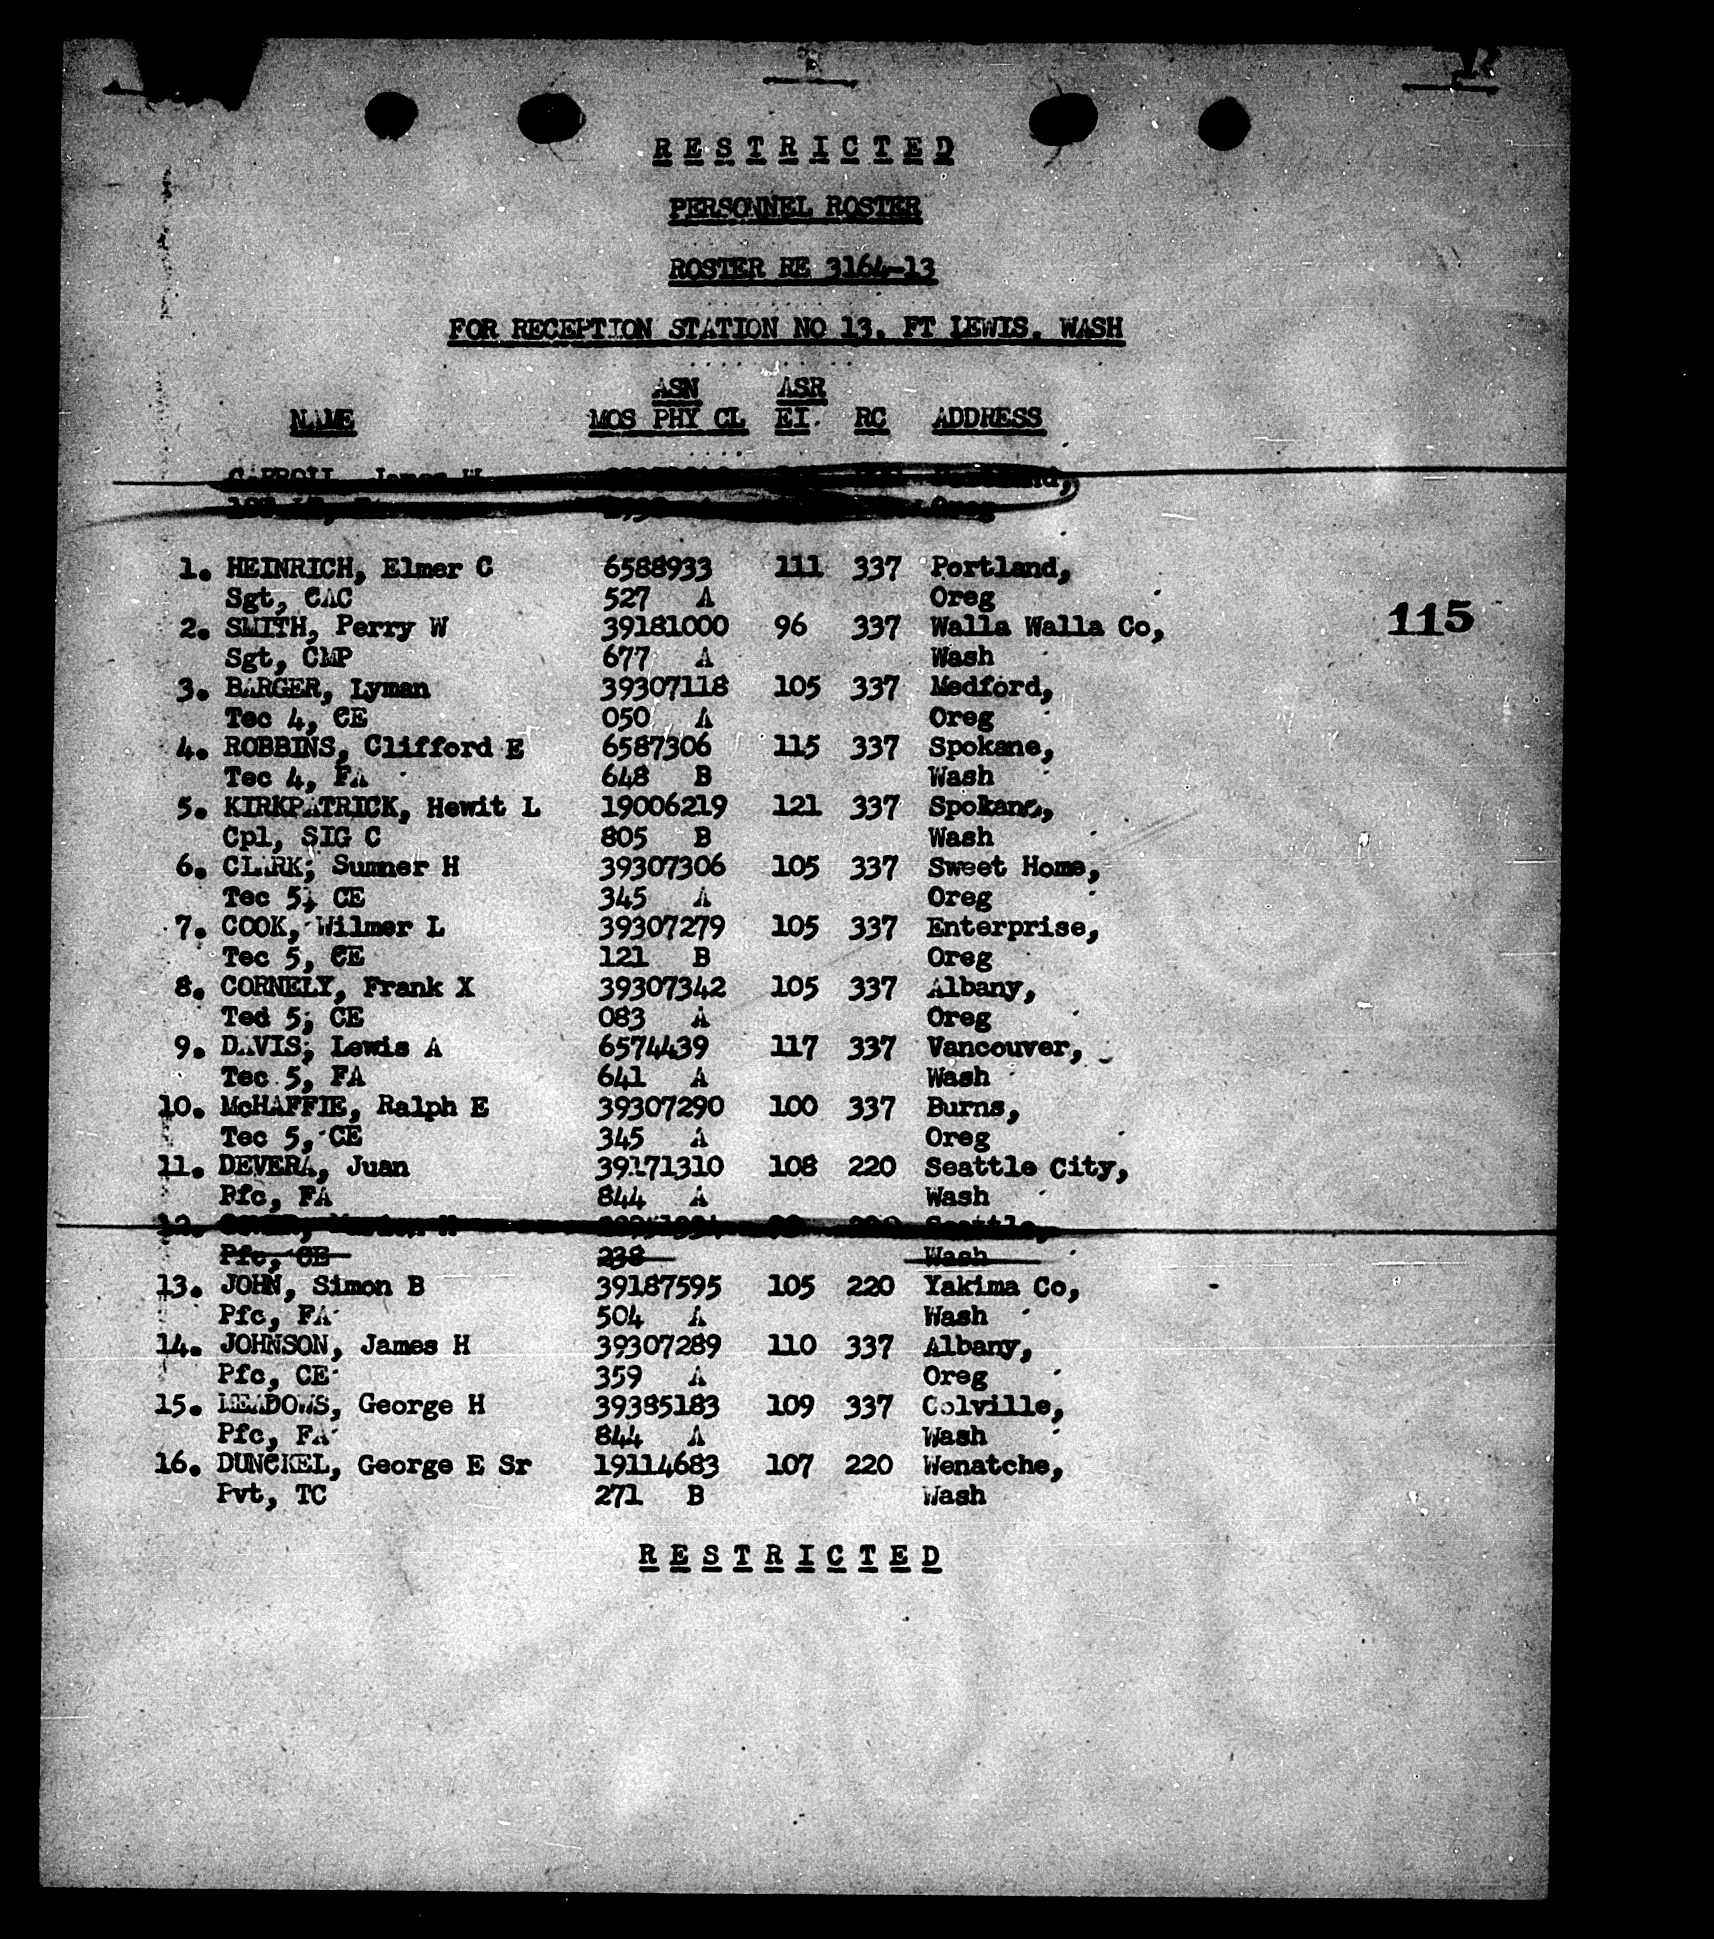 R E S T R I C T E D
PERSONNEL ROSTER
ROSTER RE 3164-13
FOR RECEPTION STATION NO 13, FT LEWIS, WASH
ASN ASR
NAME MOS PHY CL EI RC ADDRESS
CARROLL, James W
Oreg
1. HEINRICH, Elmer C 6588933 111 337 Portland,
Sgt, CAC 527 A Oreg
115
2. SMITH, Perry W 39181000 96 337 Walla Walla Co,
Sgt, CMP 677 A Wash
3. BARGER, Lyman 39307118 105 337 Medford,
Tec 4, CE 050 A Oreg
4. ROBBINS, Clifford E 6587306 115 337 Spokane,
Tec 4, FA 648 B Wash
5. KIRKPATRICK, Hewit L 19006219 121 337 Spokane,
Cpl, SIG C 805 B Wash
6. CLARK, Sumner H 39307306 105 337 Sweet Home,
Tec 5, CE 345 A Oreg
7. COOK, Wilmer L 39307279 105 337 Enterprise,
Tec 5, CE 121 B Oreg
8. CORNELY, Frank X 39307342 105 337 Albany,
Ted 5, CE 083 A Oreg
9. DAVIS, Lewis A 6574439 117 337 Vancouver,
Tec 5, FA 641 A Wash
10. McHAFFIE, Ralph E 39307290 100 337 Burns,
Tec 5, CE 345 A Oreg
11. DEVERA, Juan 39171310 108 220 Seattle City,
Pfc, FA 844 A Wash
12. Seattle,
Pfc, CE 238 Wash
13. JOHN, Simon B 39187595 105 220 Yakima Co,
Pfc, FA 504 A Wash
14. JOHNSON, James H 39307289 110 337 Albany,
Pfc, CE 359 A Oreg
15. MEADOWS, George H 39385183 109 337 Colville,
Pfc, FA 844 A Wash
16. DUNCKEL, George E Sr 19114683 107 220 Wenatche,
Pvt, TC 271 B Wash
R E S T R I C T E D